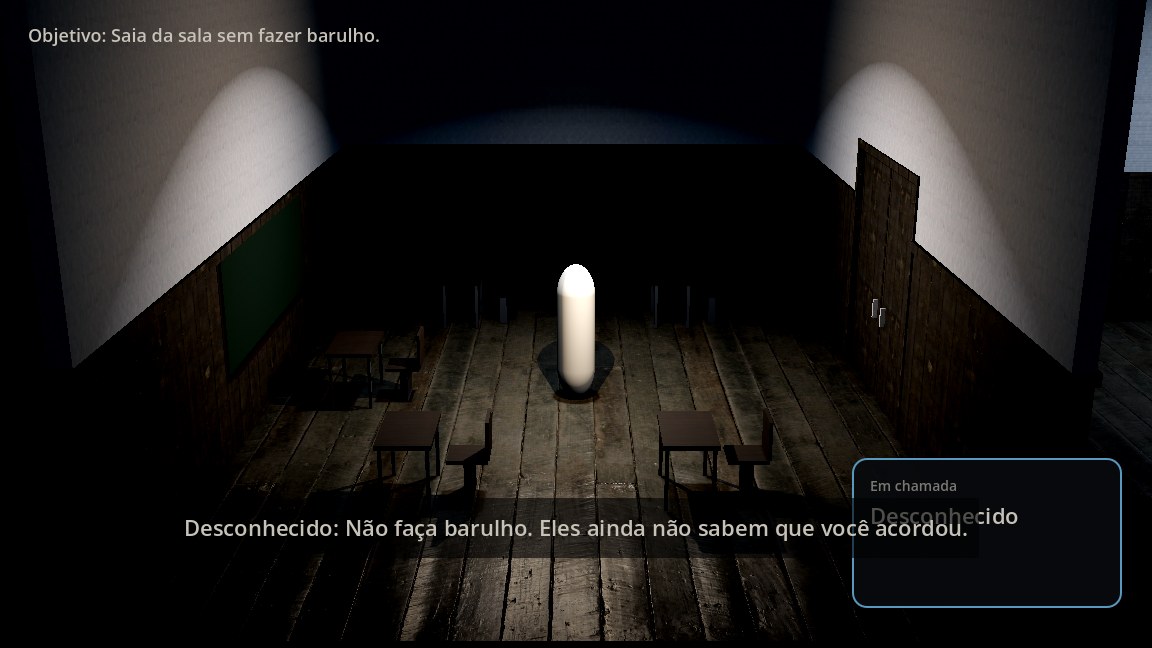 Objetivo: Saia da sala sem fazer barulho.
Em chamada
Desconhecido
Desconhecido: Não faça barulho. Eles ainda não sabem que você acordou.